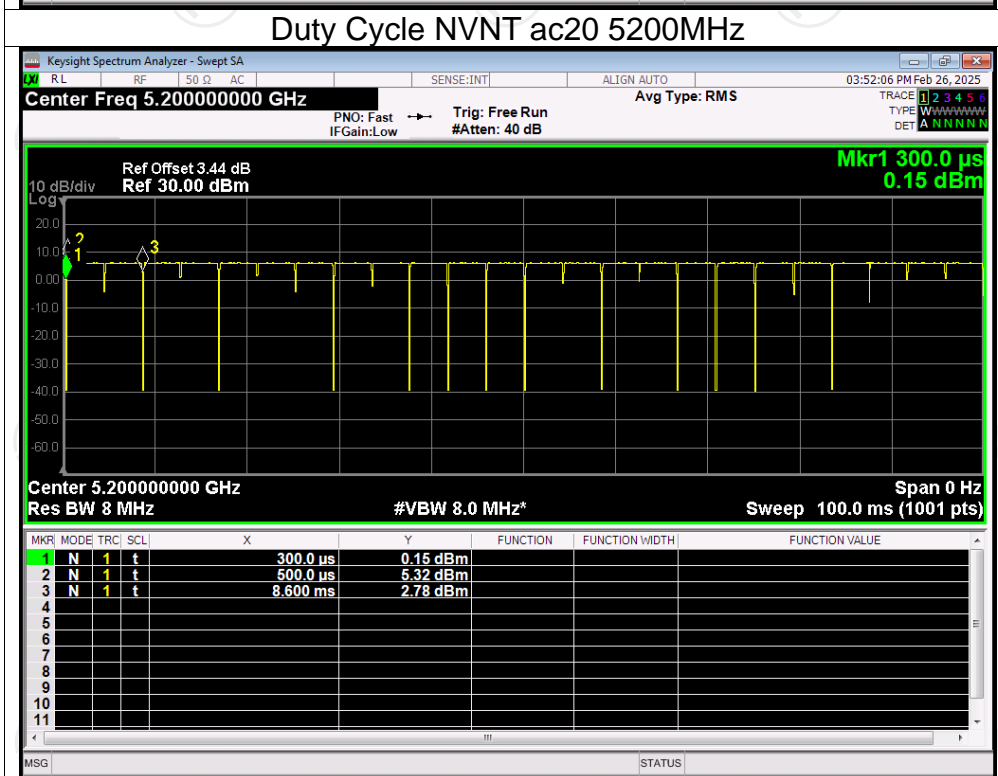 Duty Cycle NVNT ac20 5200MHz
Keysight Spectrum Analyzer - Swept SA
LXI RL RF 50 Ω AC SENSE:INT ALIGN AUTO 03:52:06 PM Feb 26, 2025
Center Freq 5.200000000 GHz Avg Type: RMS TRACE 1 2 3 4 5 6
PNO: Fast Trig: Free Run TYPE WWWWWW
IFGain:Low #Atten: 40 dB DET A N N N N N
Mkr1 300.0 µs
Ref Offset 3.44 dB
10 dB/div Ref 30.00 dBm 0.15 dBm
Log
20.0
2
3
10.0
1
0.00
-10.0
-20.0
-30.0
-40.0
-50.0
-60.0
Center 5.200000000 GHz Span 0 Hz
Res BW 8 MHz #VBW 8.0 MHz* Sweep 100.0 ms (1001 pts)
MKR MODE TRC SCL X Y FUNCTION FUNCTION WIDTH FUNCTION VALUE
1 N 1 t 300.0 µs 0.15 dBm
2 N 1 t 500.0 µs 5.32 dBm
3 N 1 t 8.600 ms 2.78 dBm
4
5
6
7
8
9
10
11
MSG STATUS